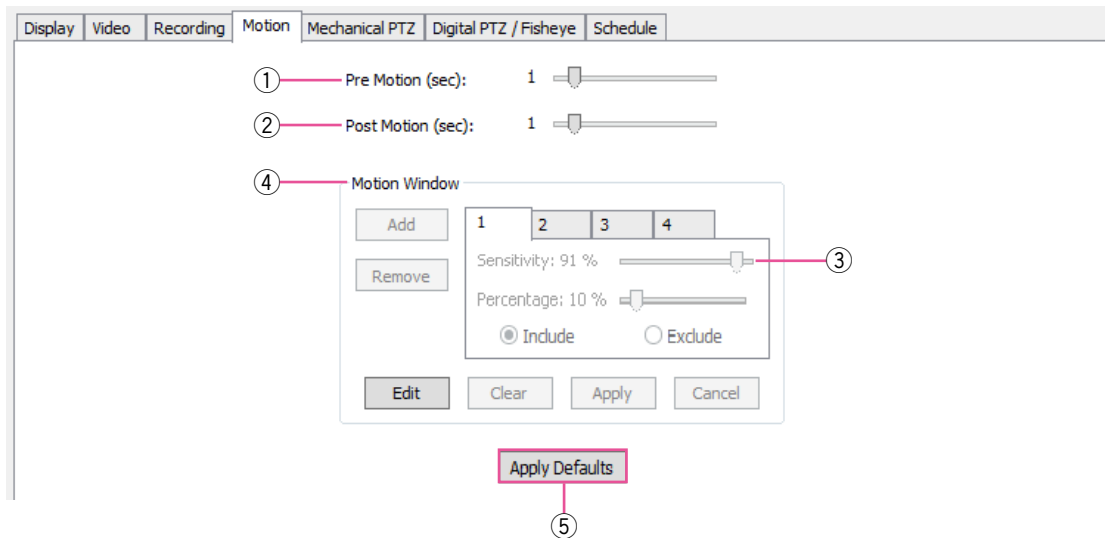 Display Video Recording Motion Mechanical PTZ Digital PTZ / Fisheye Schedule
① Pre Motion (sec): 1
② Post Motion (sec): 1
④ Motion Window
Add 1 2 3 4
Sensitivity: 91 % ③
Remove
Percentage: 10 %
Include Exclude
Edit Clear Apply Cancel
Apply Defaults
⑤